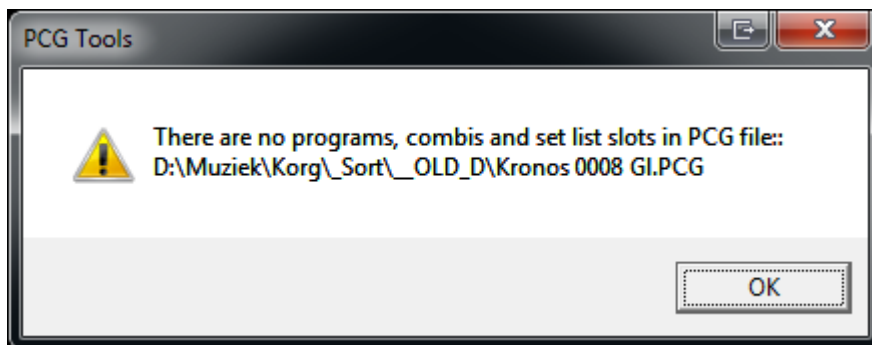 PCG Tools
There are no programs, combis and set list slots in PCG file::
D:\Muziek\Korg\_Sort\__OLD_D\Kronos 0008 GI.PCG
OK